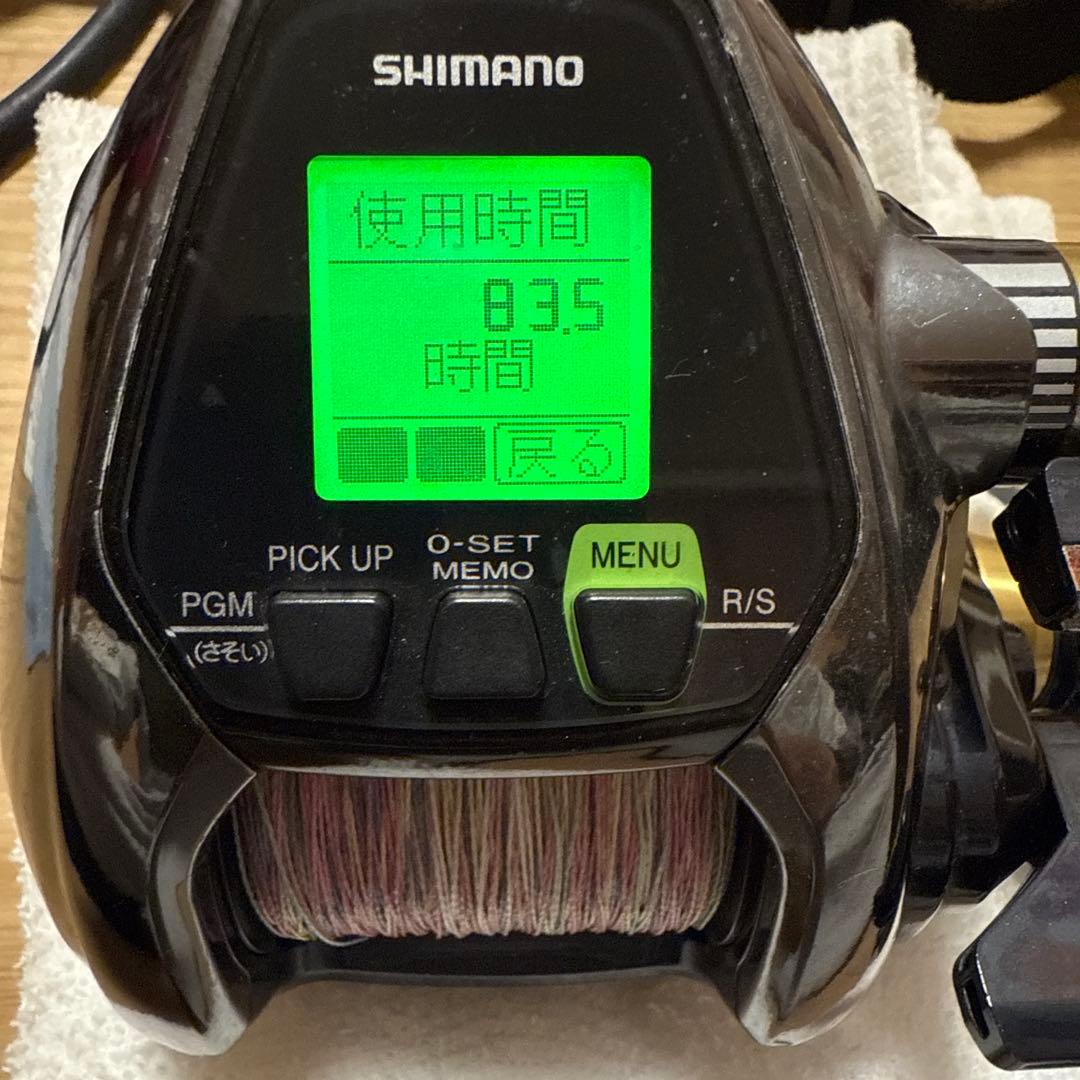 SHIMANO
使用時間
83.5
時間
戻る
PICK UP
O-SET
MEMO
MENU
PGM
(さそい)
R/S